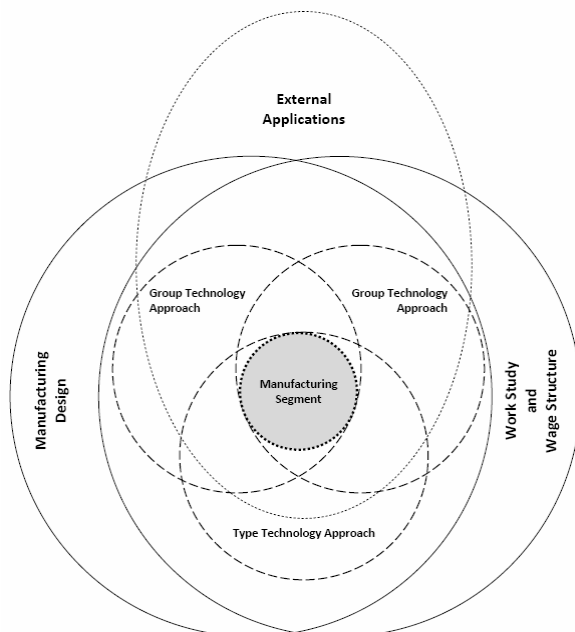 External
Applications
Group Technology
Approach
Group Technology
Approach
Manufacturing
Segment
Manufacturing
Design
Work Study
and
Wage Structure
Type Technology Approach